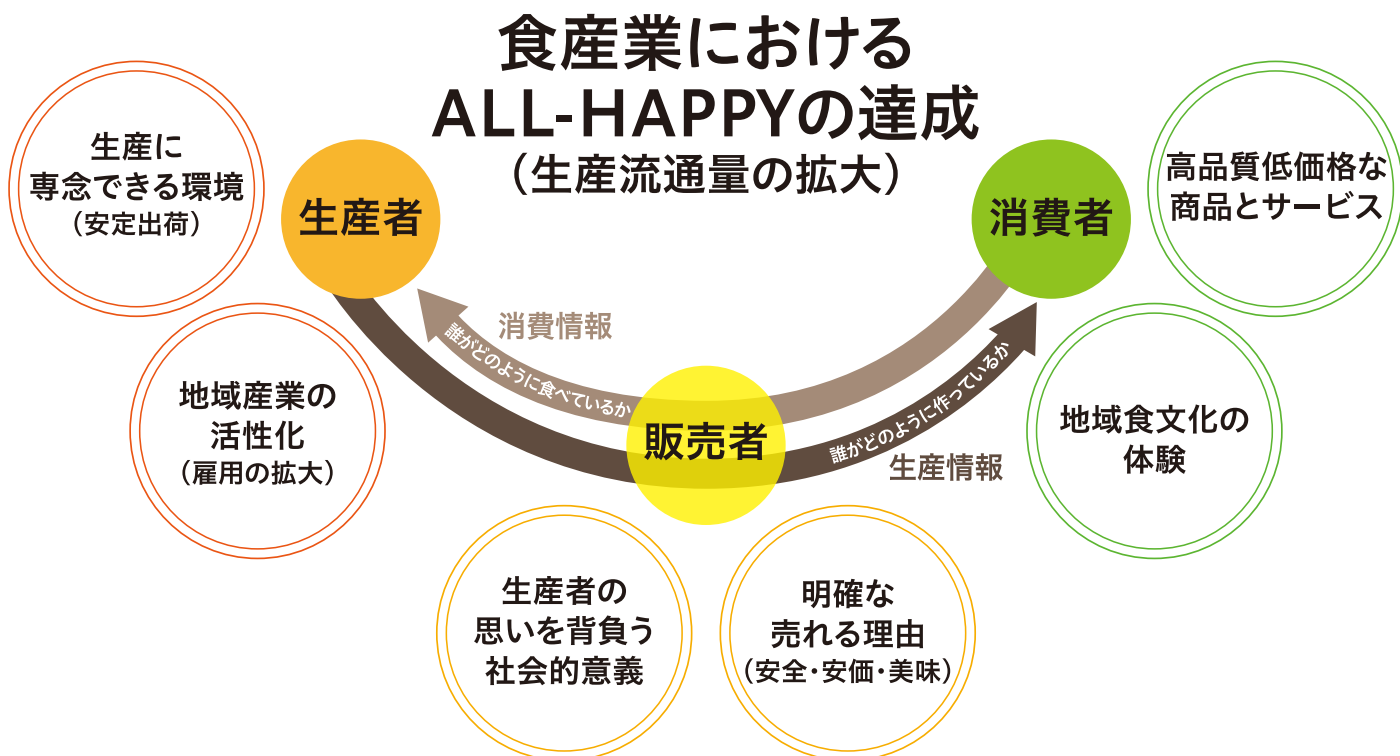 食産業における
ALL-HAPPYの達成
（生産流通量の拡大）
生産に
専念できる環境
（安定出荷）
生産者
地域産業の
活性化
（雇用の拡大）
消費者
高品質低価格な
商品とサービス
地域食文化の
体験
消費情報
誰がどのように食べているか
販売者
誰がどのように作っているか
生産情報
生産者の
思いを背負う
社会的意義
明確な
売れる理由
（安全・安価・美味）